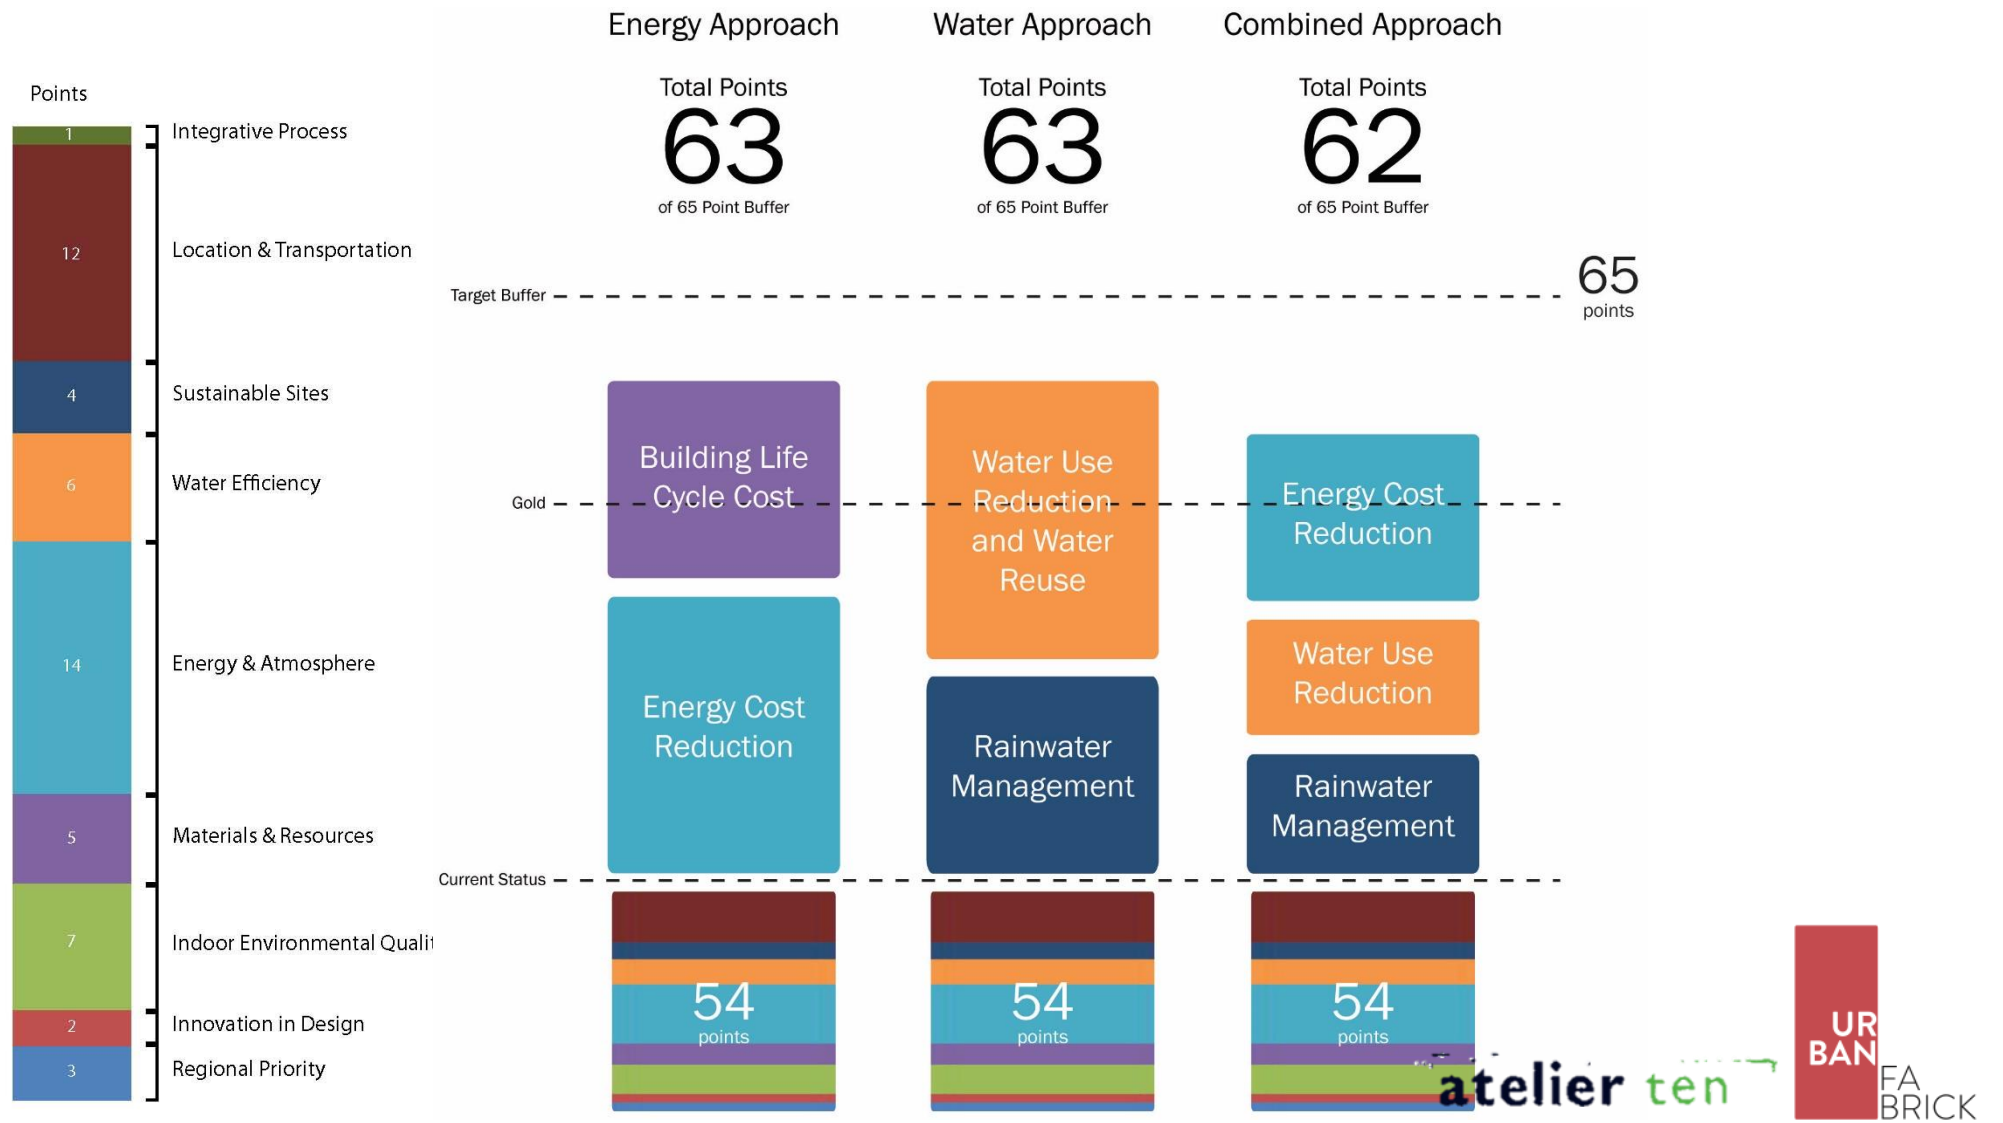 Energy Approach
Water Approach
Combined Approach
Total Points
63
of 65 Point Buffer
Total Points
63
of 65 Point Buffer
Total Points
62
of 65 Point Buffer
Points
1
Integrative Process
12
Location & Transportation
4
Sustainable Sites
6
Water Efficiency
14
Energy & Atmosphere
5
Materials & Resources
7
Indoor Environmental Qualit
2
Innovation in Design
3
Regional Priority
Target Buffer
65
points
Gold
Current Status
Building Life
Cycle Cost
Energy Cost
Reduction
Water Use
Reduction
and Water
Reuse
Rainwater
Management
Energy Cost
Reduction
Water Use
Reduction
Rainwater
Management
54
points
54
points
54
points
atelier ten
UR
BAN
FA
BRICK